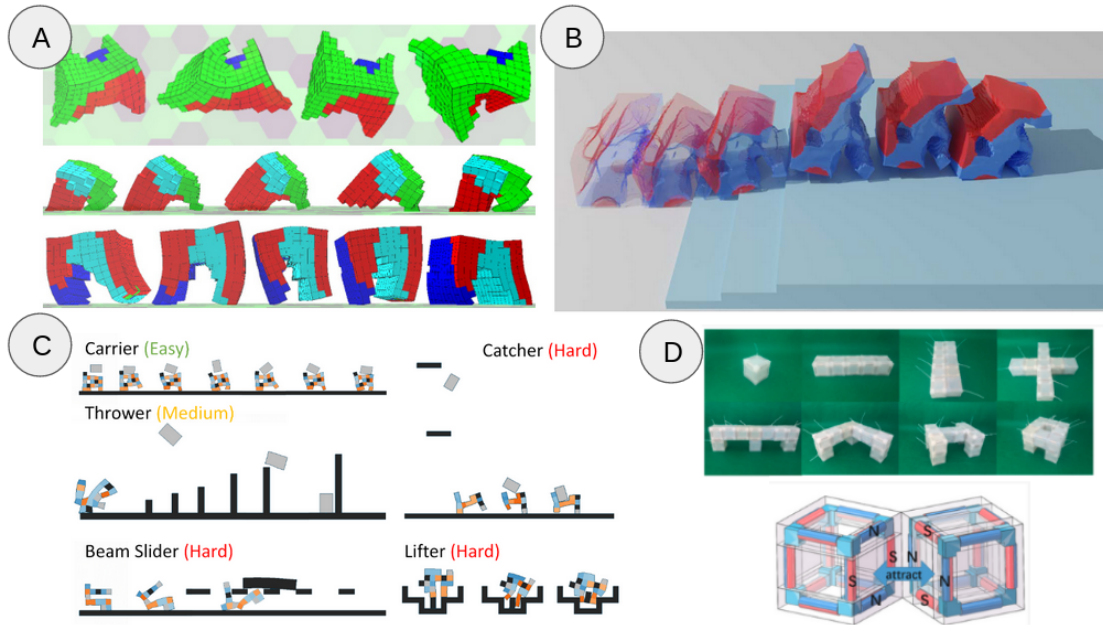 A
B
C
Carrier (Easy)
Catcher (Hard)
Thrower (Medium)
Beam Slider (Hard)
Lifter (Hard)
D
N S
S N
S N
attract
N S